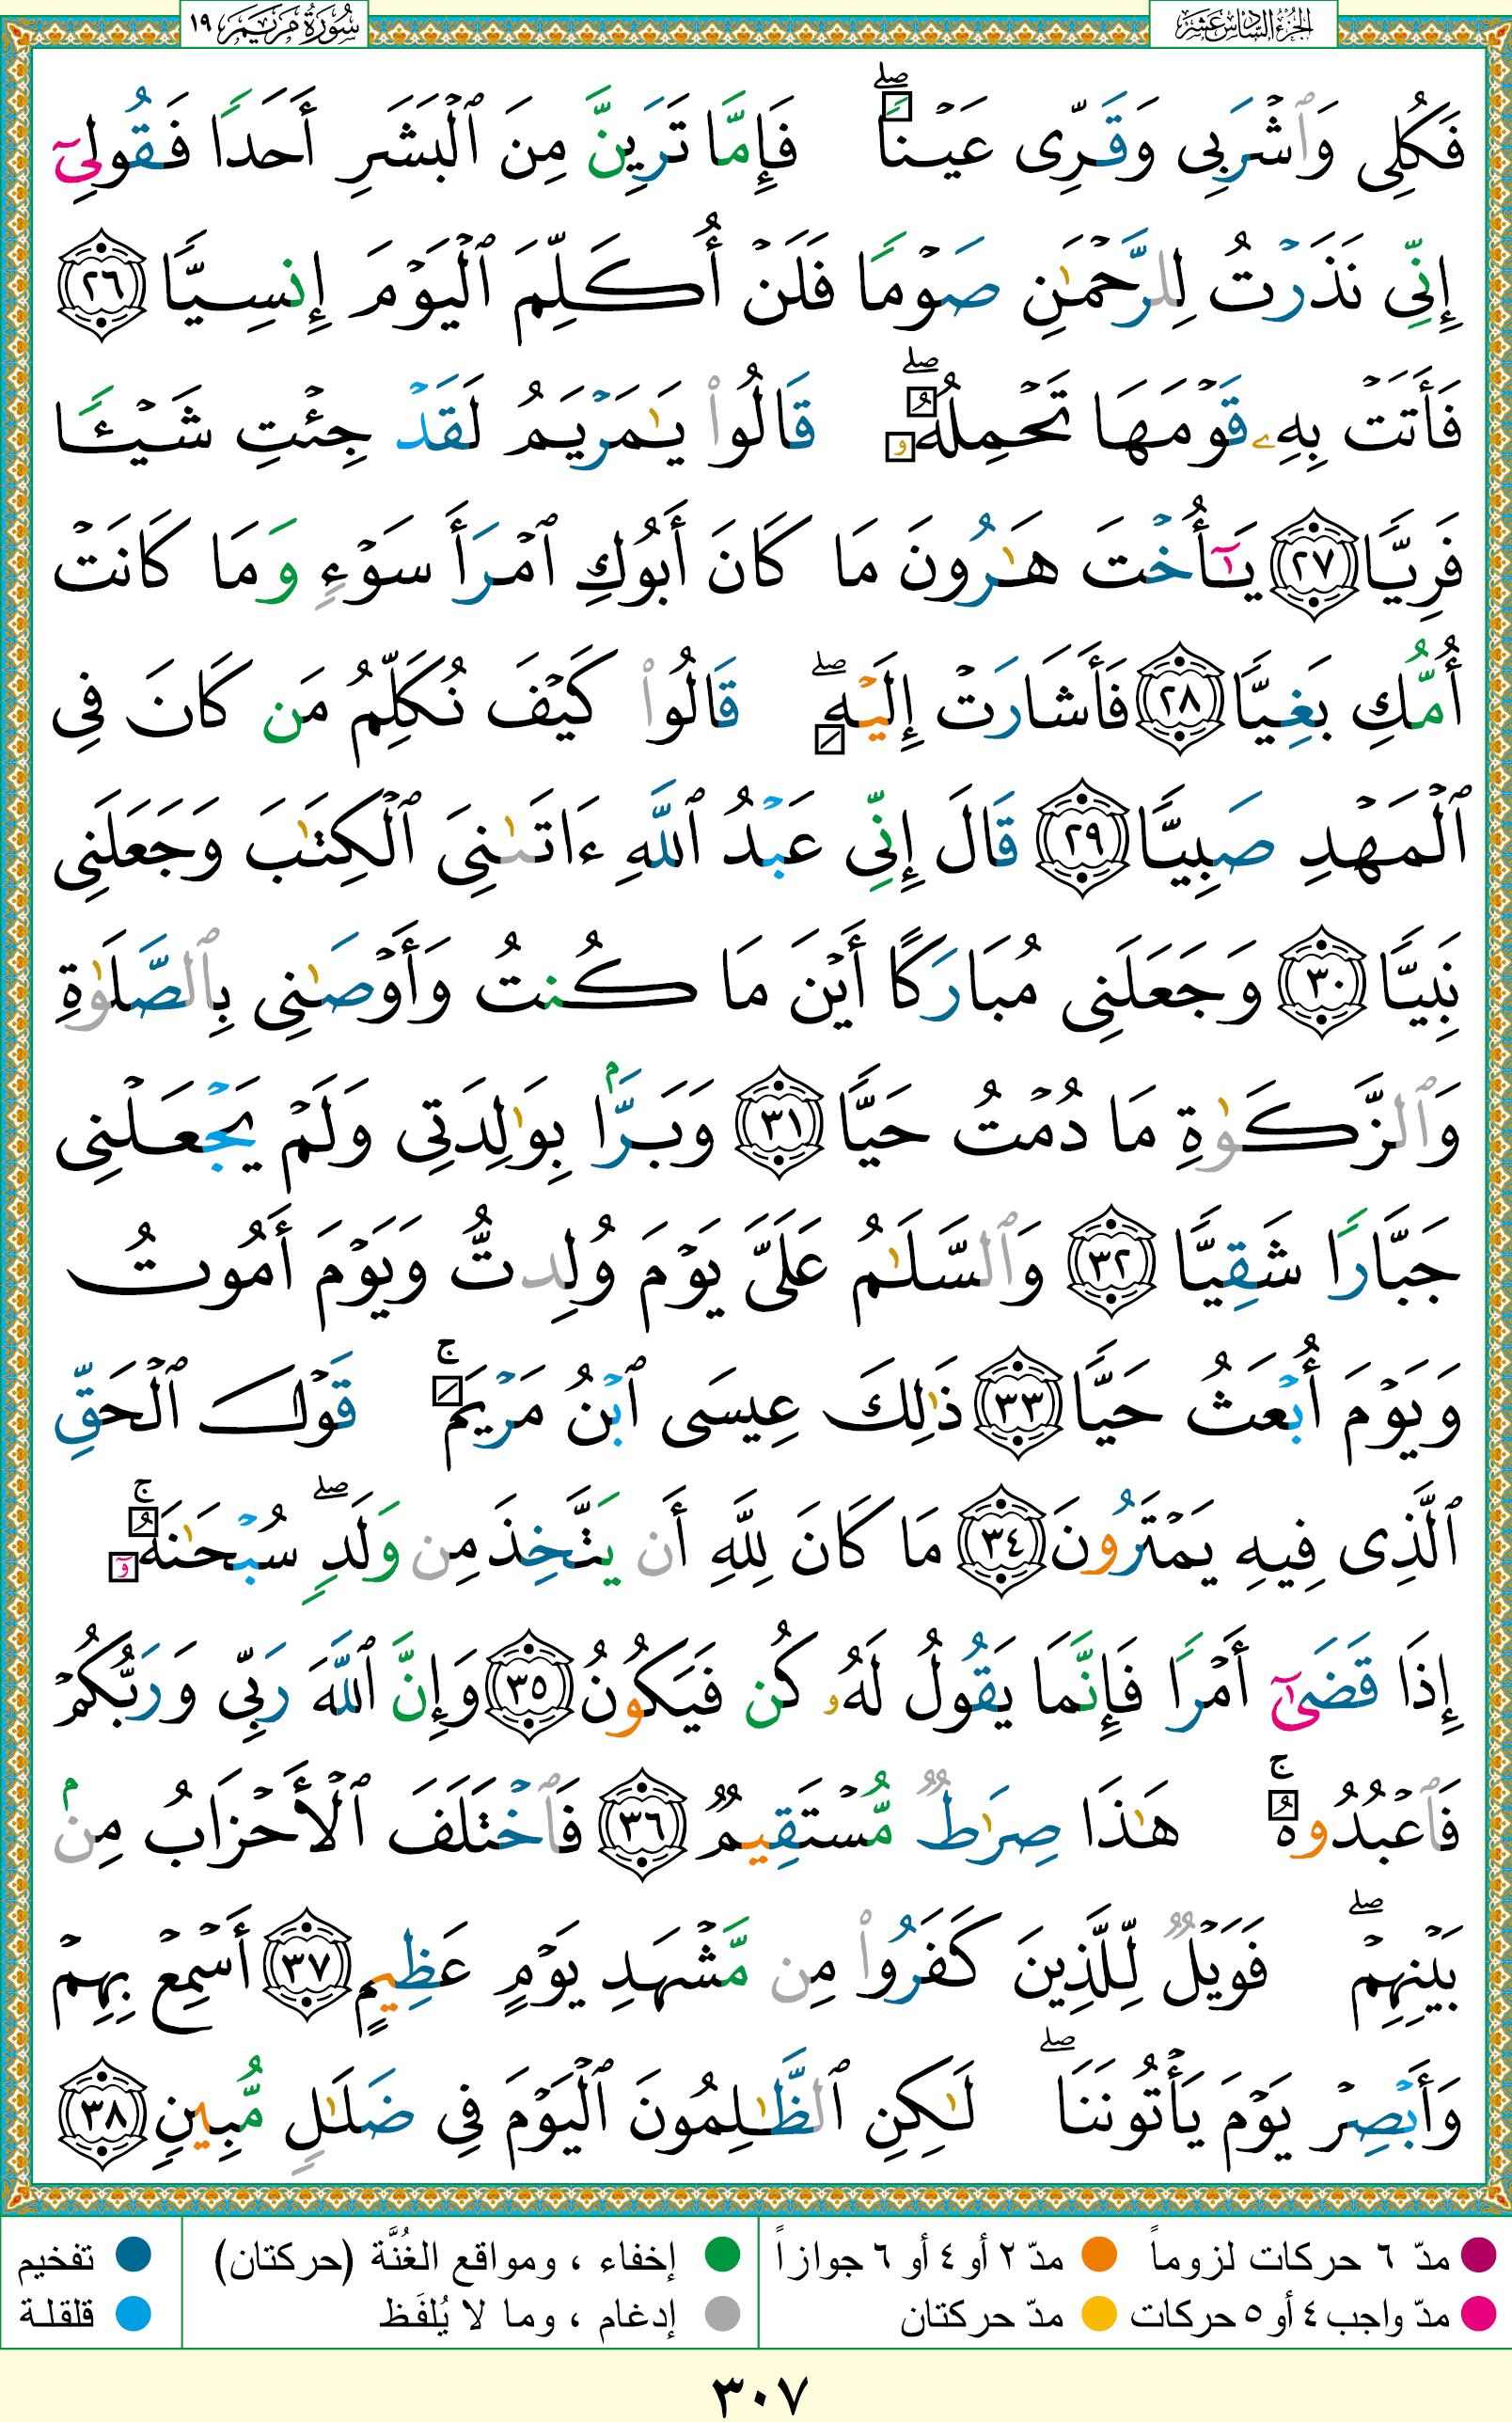 الجزء السادس عشر
سورة مريم ١٩
فَكُلِى وَٱشْرَبِى وَقَرِّى عَيْنًاۖ فَإِمَّا تَرَيِنَّ مِنَ ٱلْبَشَرِ أَحَدًا فَقُولِىٓ
إِنِّى نَذَرْتُ لِلرَّحْمَٰنِ صَوْمًا فَلَنْ أُكَلِّمَ ٱلْيَوْمَ إِنسِيًّا ٢٦
فَأَتَتْ بِهِۦ قَوْمَهَا تَحْمِلُهُۥۖ قَالُوا۟ يَٰمَرْيَمُ لَقَدْ جِئْتِ شَيْـًٔا
فَرِيًّا ٢٧ يَٰٓأُخْتَ هَٰرُونَ مَا كَانَ أَبُوكِ ٱمْرَأَ سَوْءٍ وَمَا كَانَتْ
أُمُّكِ بَغِيًّا ٢٨ فَأَشَارَتْ إِلَيْهِۖ قَالُوا۟ كَيْفَ نُكَلِّمُ مَن كَانَ فِى
ٱلْمَهْدِ صَبِيًّا ٢٩ قَالَ إِنِّى عَبْدُ ٱللَّهِ ءَاتَىٰنِىَ ٱلْكِتَٰبَ وَجَعَلَنِى
نَبِيًّا ٣٠ وَجَعَلَنِى مُبَارَكًا أَيْنَ مَا كُنتُ وَأَوْصَٰنِى بِٱلصَّلَوٰةِ
وَٱلزَّكَوٰةِ مَا دُمْتُ حَيًّا ٣١ وَبَرًّۢا بِوَٰلِدَتِى وَلَمْ يَجْعَلْنِى
جَبَّارًا شَقِيًّا ٣٢ وَٱلسَّلَٰمُ عَلَىَّ يَوْمَ وُلِدتُّ وَيَوْمَ أَمُوتُ
وَيَوْمَ أُبْعَثُ حَيًّا ٣٣ ذَٰلِكَ عِيسَى ٱبْنُ مَرْيَمَۚ قَوْلَ ٱلْحَقِّ
ٱلَّذِى فِيهِ يَمْتَرُونَ ٣٤ مَا كَانَ لِلَّهِ أَن يَتَّخِذَ مِن وَلَدٍۖ سُبْحَٰنَهُۥٓۚ
إِذَا قَضَىٰٓ أَمْرًا فَإِنَّمَا يَقُولُ لَهُۥ كُن فَيَكُونُ ٣٥ وَإِنَّ ٱللَّهَ رَبِّى وَرَبُّكُمْ
فَٱعْبُدُوهُۚ هَٰذَا صِرَٰطٌ مُّسْتَقِيمٌ ٣٦ فَٱخْتَلَفَ ٱلْأَحْزَابُ مِنۢ
بَيْنِهِمْۖ فَوَيْلٌ لِّلَّذِينَ كَفَرُوا۟ مِن مَّشْهَدِ يَوْمٍ عَظِيمٍ ٣٧ أَسْمِعْ بِهِمْ
وَأَبْصِرْ يَوْمَ يَأْتُونَنَاۖ لَٰكِنِ ٱلظَّٰلِمُونَ ٱلْيَوْمَ فِى ضَلَٰلٍ مُّبِينٍ ٣٨
مدّ ٦ حركات لزوماً مدّ ٢ أو ٤ أو ٦ جوازاً إخفاء ، ومواقع الغُنَّة (حركتان) تفخيم
مدّ واجب ٤ أو ٥ حركات مدّ حركتان إدغام ، وما لا يُلفَظ قلقلة
٣٠٧